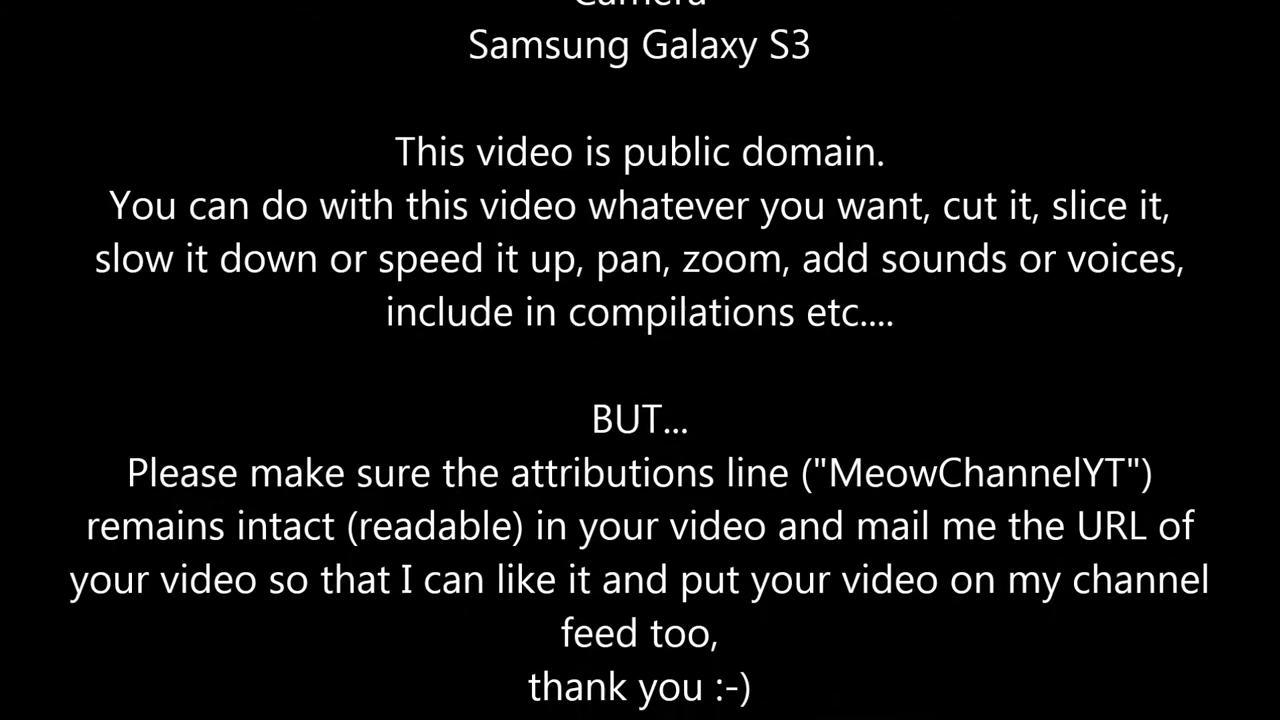 Camera
Samsung Galaxy S3
This video is public domain.
You can do with this video whatever you want, cut it, slice it,
slow it down or speed it up, pan, zoom, add sounds or voices,
include in compilations etc....
BUT...
Please make sure the attributions line ("MeowChannelYT")
remains intact (readable) in your video and mail me the URL of
your video so that I can like it and put your video on my channel
feed too,
thank you :-)